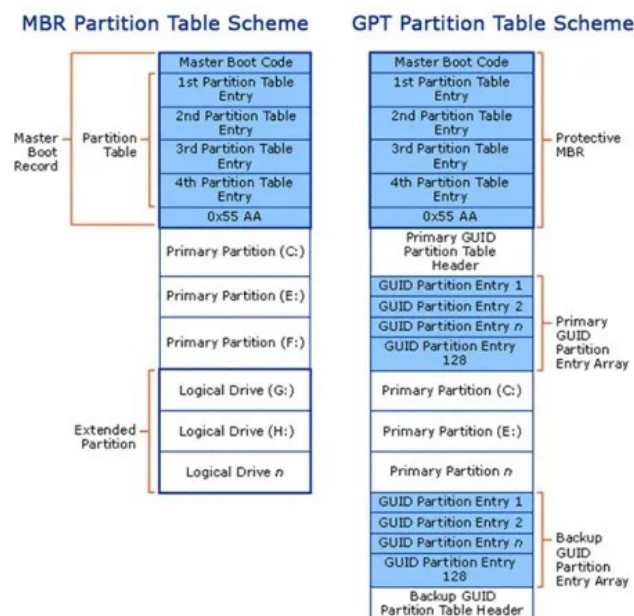 MBR Partition Table Scheme
Master Boot Code
1st Partition Table
Entry
2nd Partition Table
Entry
3rd Partition Table
Entry
4th Partition Table
Entry
0x55 AA
Master
Boot
Record
Partition
Table
Primary Partition (C:)
Primary Partition (E:)
Primary Partition (F:)
Logical Drive (G:)
Logical Drive (H:)
Logical Drive n
Extended
Partition
GPT Partition Table Scheme
Master Boot Code
1st Partition Table
Entry
2nd Partition Table
Entry
3rd Partition Table
Entry
4th Partition Table
Entry
0x55 AA
Protective
MBR
Primary GUID
Partition Table
Header
GUID Partition Entry 1
GUID Partition Entry 2
GUID Partition Entry n
GUID Partition Entry
128
Primary
GUID
Partition
Entry Array
Primary Partition (C:)
Primary Partition (E:)
Primary Partition n
GUID Partition Entry 1
GUID Partition Entry 2
GUID Partition Entry n
GUID Partition Entry
128
Backup
GUID
Partition
Entry Array
Backup GUID
Partition Table Header